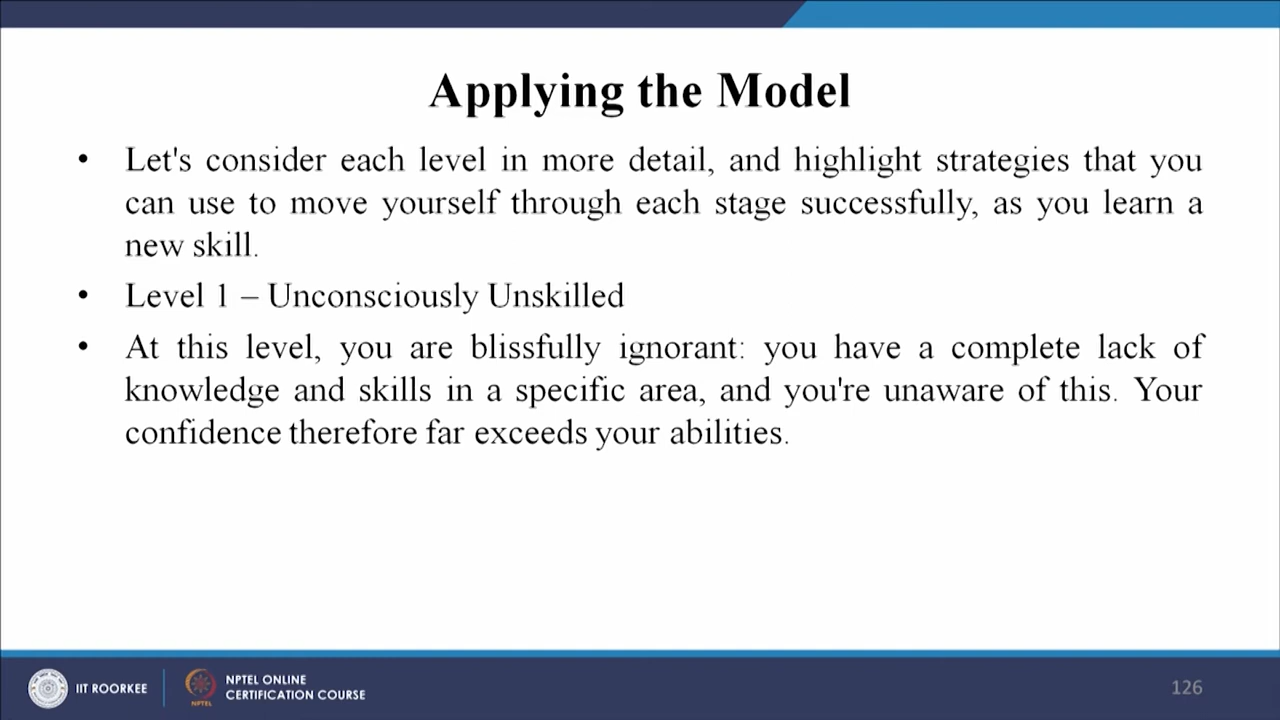 Applying the Model
• Let's consider each level in more detail, and highlight strategies that you
can use to move yourself through each stage successfully, as you learn a
new skill.
• Level 1 – Unconsciously Unskilled
• At this level, you are blissfully ignorant: you have a complete lack of
knowledge and skills in a specific area, and you're unaware of this. Your
confidence therefore far exceeds your abilities.
IIT ROORKEE
NPTEL
NPTEL ONLINE
CERTIFICATION COURSE
126